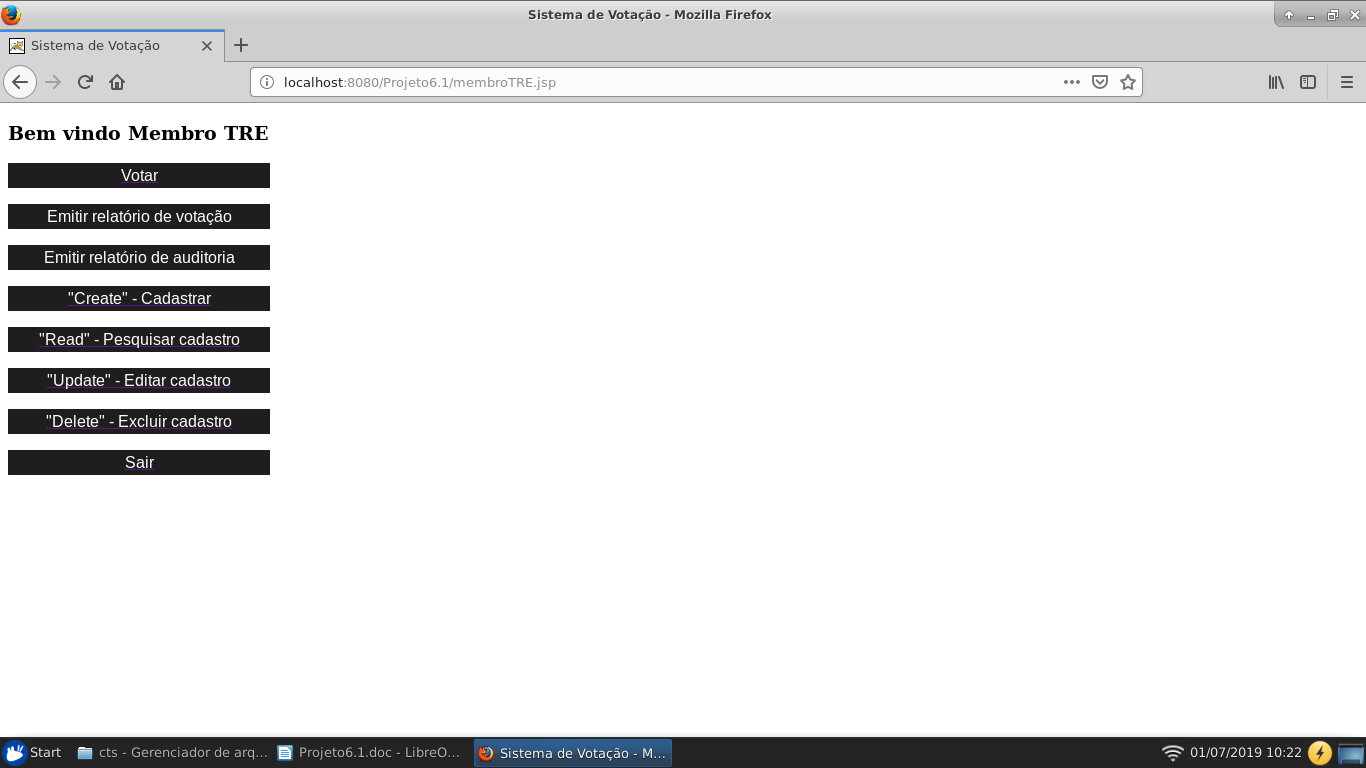 Sistema de Votação - Mozilla Firefox
Sistema de Votação
localhost:8080/Projeto6.1/membroTRE.jsp
Bem vindo Membro TRE
Votar
Emitir relatório de votação
Emitir relatório de auditoria
"Create" - Cadastrar
"Read" - Pesquisar cadastro
"Update" - Editar cadastro
"Delete" - Excluir cadastro
Sair
Start cts - Gerenciador de arq... Projeto6.1.doc - LibreO... Sistema de Votação - M... 01/07/2019 10:22